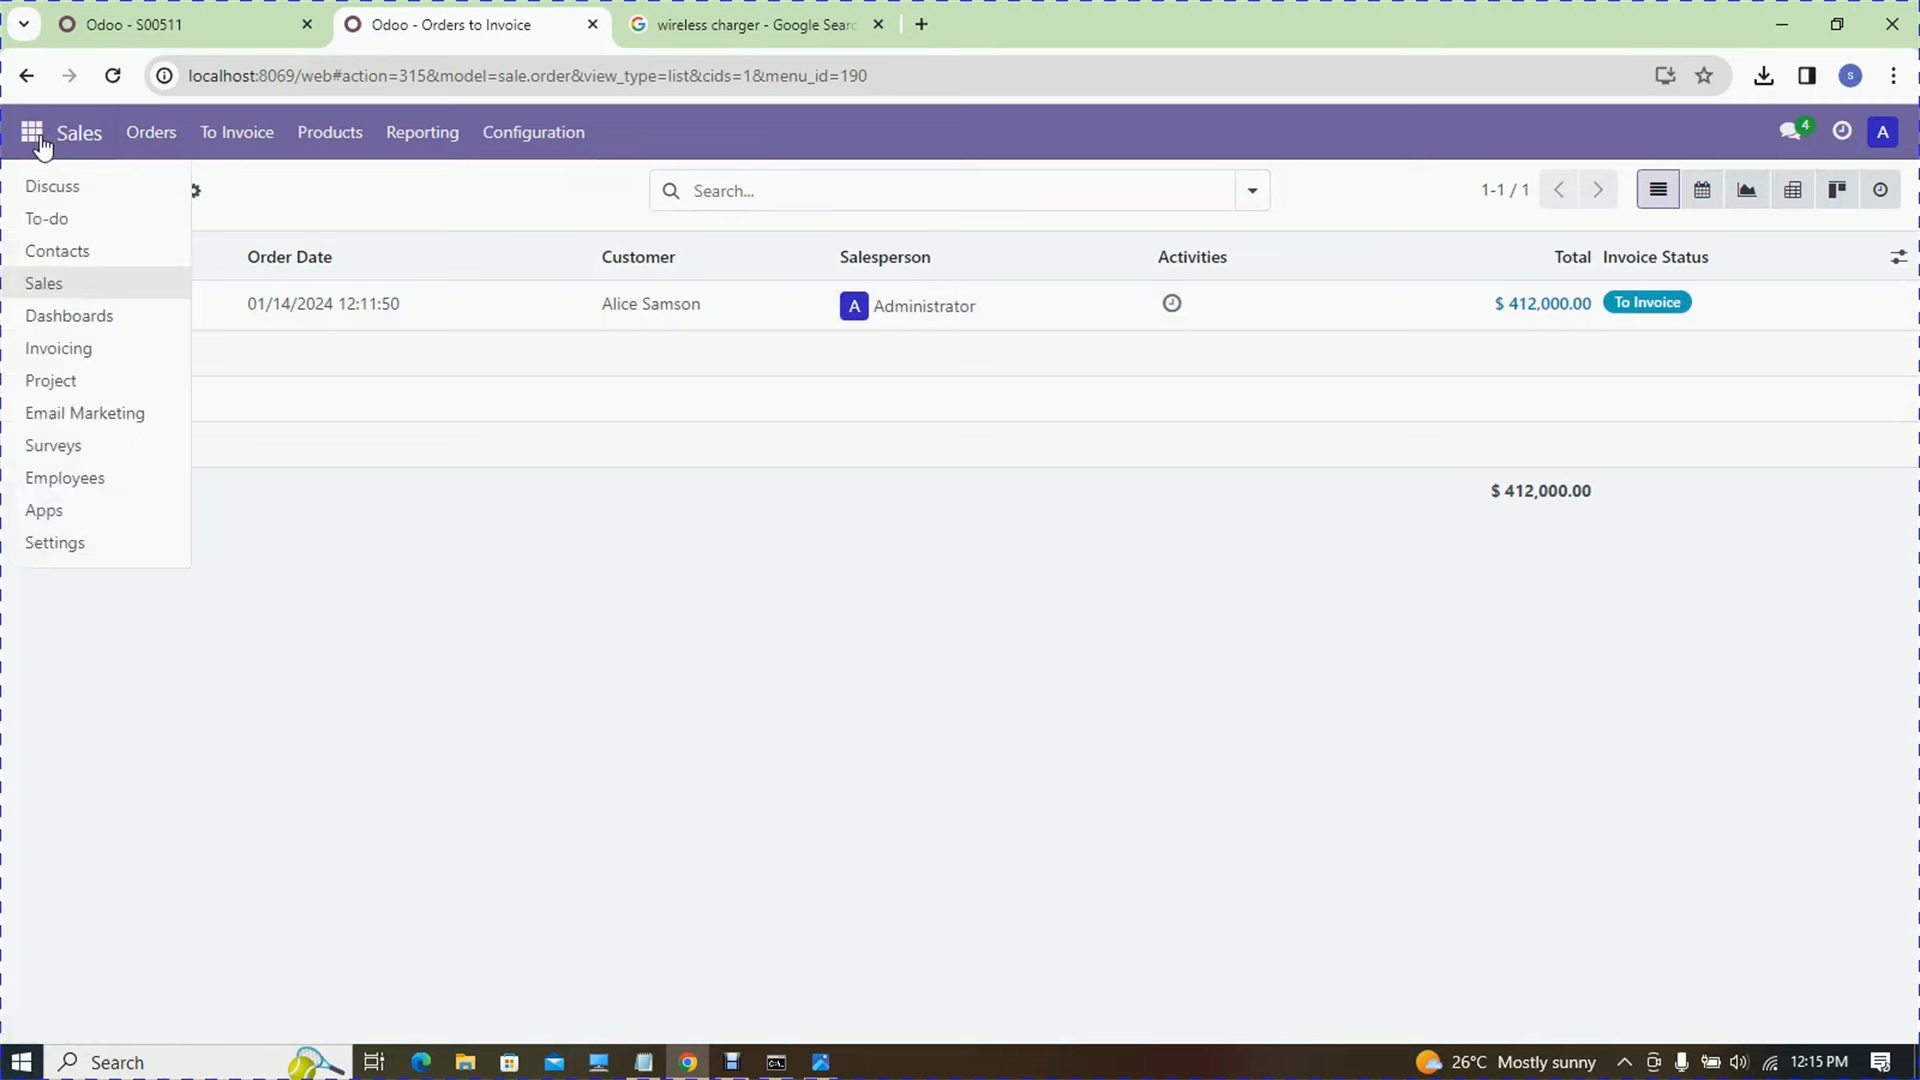 Odoo - S00511
Odoo - Orders to Invoice
wireless charger - Google Searc
localhost:8069/web#action=315&model=sale.order&view_type=list&cids=1&menu_id=190
S
Sales Orders To Invoice Products Reporting Configuration
4
A
Discuss
To-do
Contacts
Sales
Dashboards
Invoicing
Project
Email Marketing
Surveys
Employees
Apps
Settings
Search...
1-1 / 1
Order Date Customer Salesperson Activities Total Invoice Status
01/14/2024 12:11:50 Alice Samson A Administrator $ 412,000.00 To Invoice
$ 412,000.00
Search
26°C Mostly sunny
12:15 PM